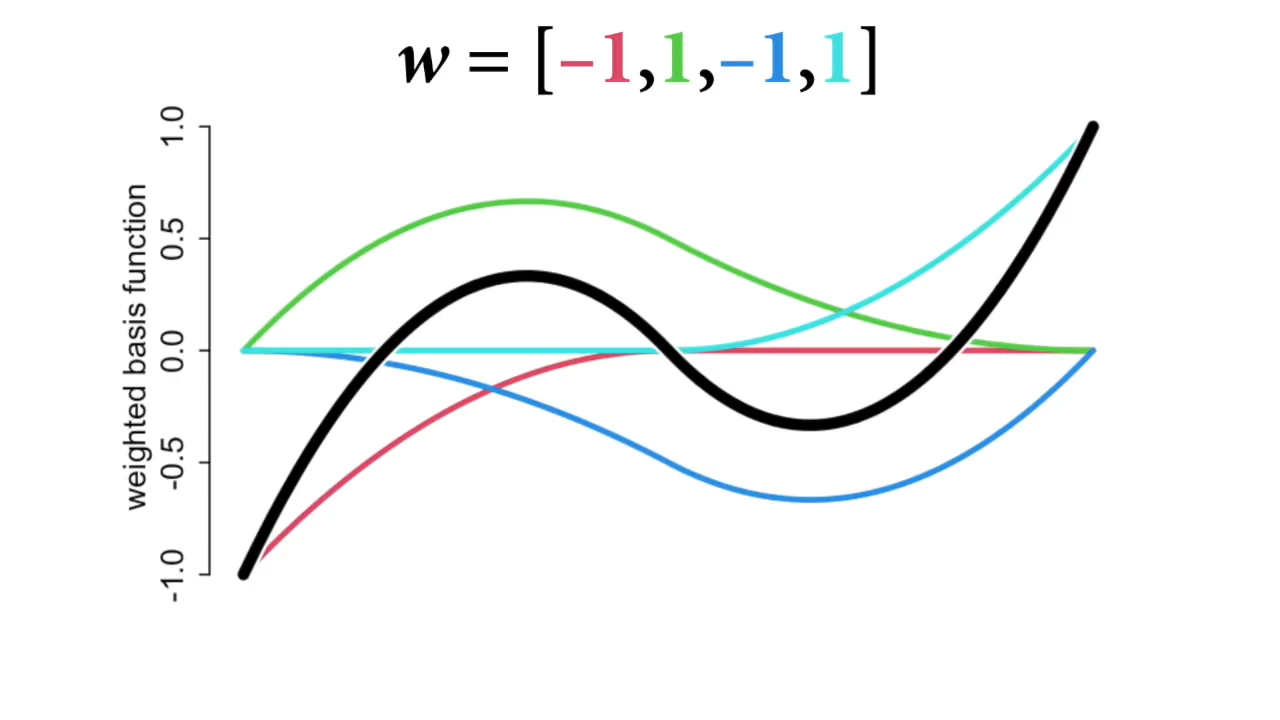 w = [–1,1,–1,1]
weighted basis function
1.0
0.5
0.0
-0.5
-1.0